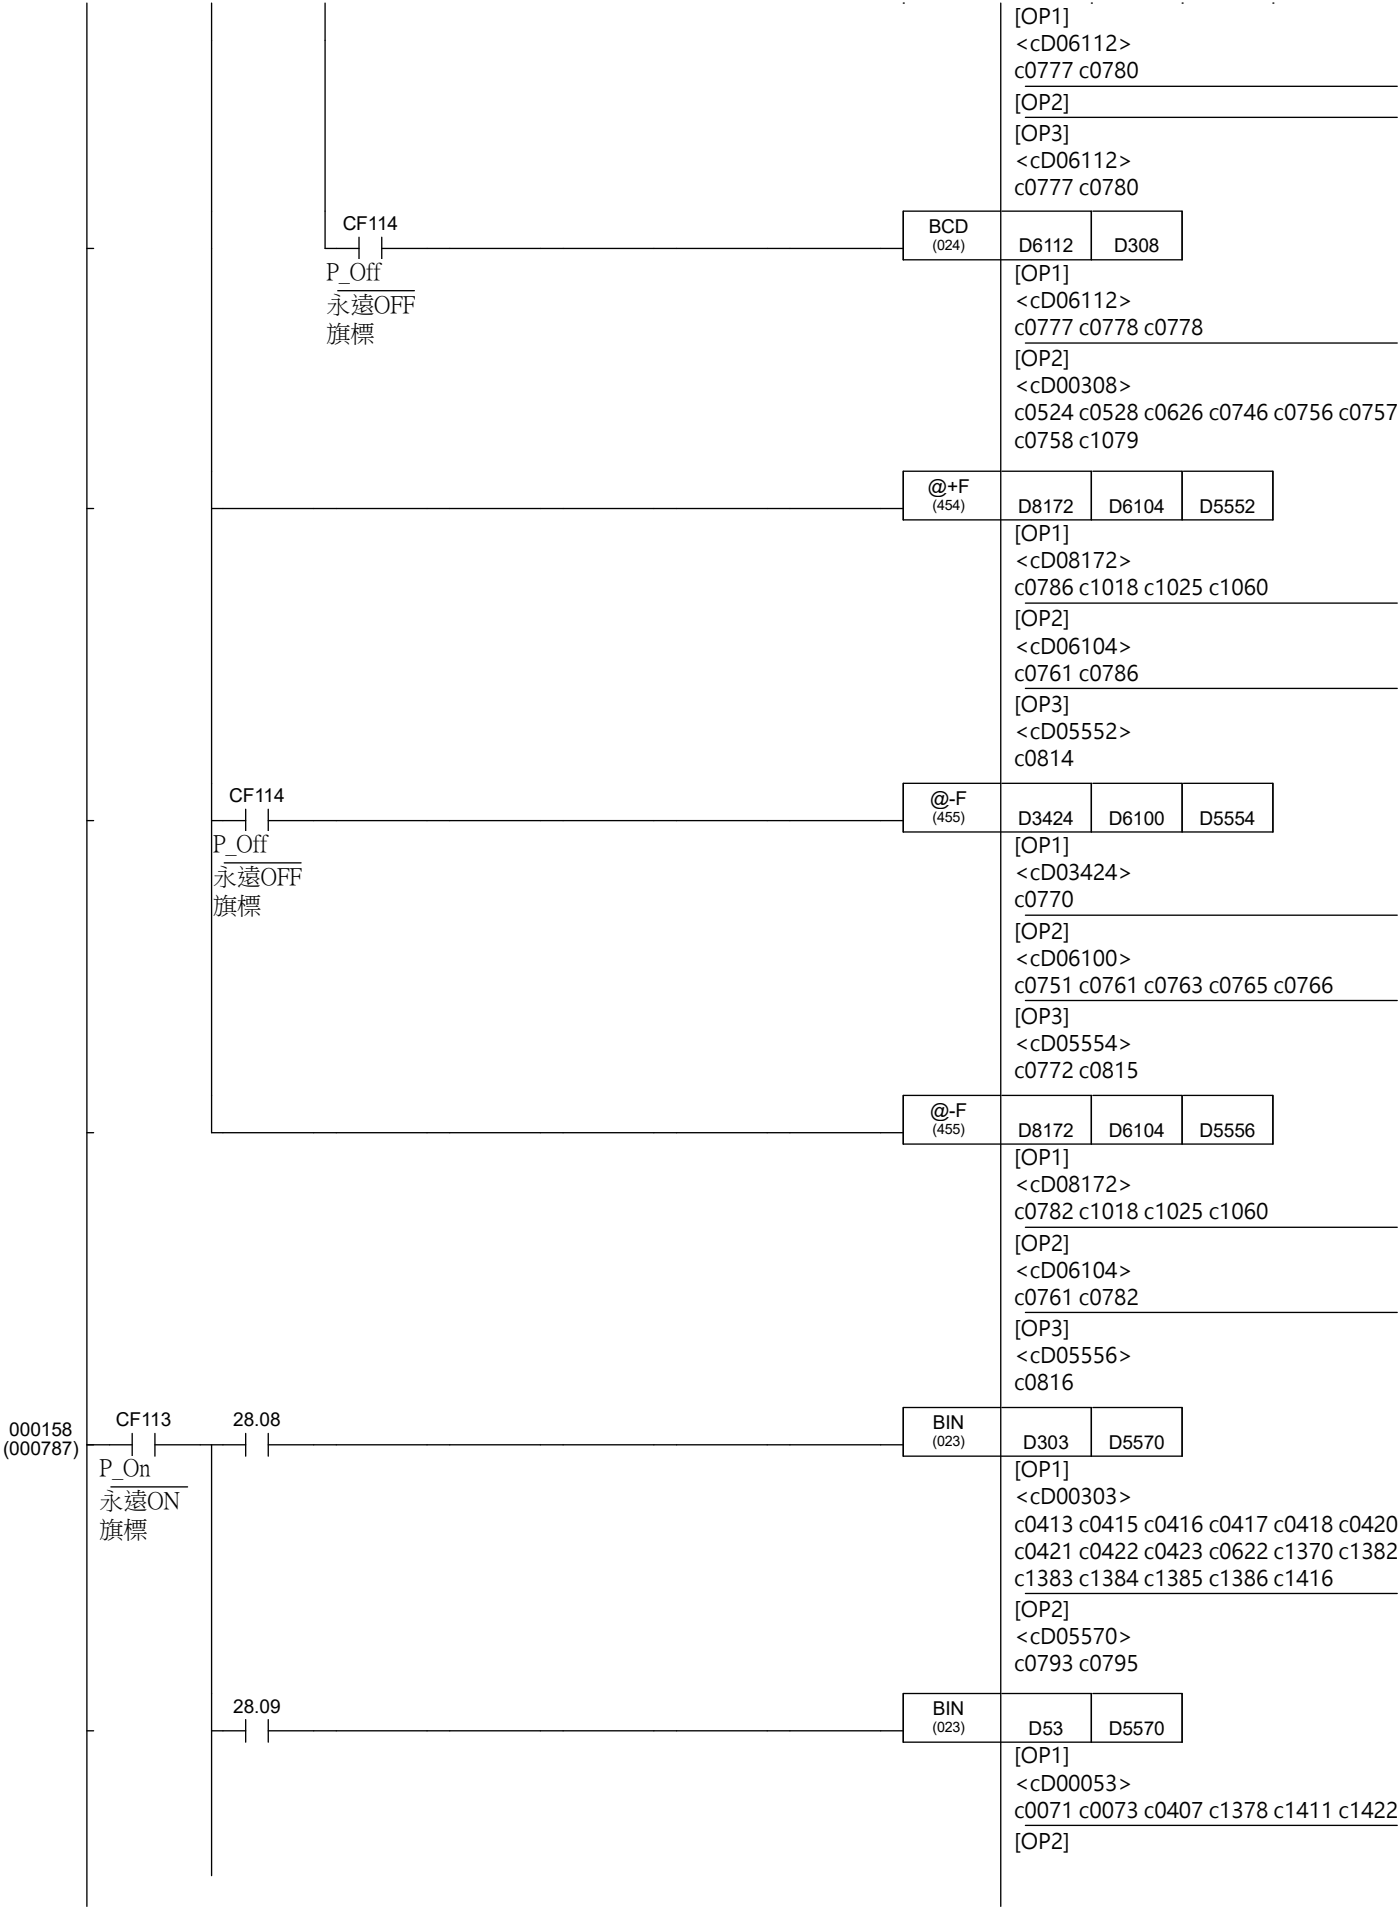 [OP1]
<cD06112>
c0777 c0780
[OP2]
[OP3]
<cD06112>
c0777 c0780
CF114
P_Off
永遠OFF
旗標
BCD
(024)
D6112 D308
[OP1]
<cD06112>
c0777 c0778 c0778
[OP2]
<cD00308>
c0524 c0528 c0626 c0746 c0756 c0757
c0758 c1079
@+F
(454)
D8172 D6104 D5552
[OP1]
<cD08172>
c0786 c1018 c1025 c1060
[OP2]
<cD06104>
c0761 c0786
[OP3]
<cD05552>
c0814
CF114
P_Off
永遠OFF
旗標
@-F
(455)
D3424 D6100 D5554
[OP1]
<cD03424>
c0770
[OP2]
<cD06100>
c0751 c0761 c0763 c0765 c0766
[OP3]
<cD05554>
c0772 c0815
@-F
(455)
D8172 D6104 D5556
[OP1]
<cD08172>
c0782 c1018 c1025 c1060
[OP2]
<cD06104>
c0761 c0782
[OP3]
<cD05556>
c0816
000158
(000787)
CF113
P_On
永遠ON
旗標
28.08
BIN
(023)
D303 D5570
[OP1]
<cD00303>
c0413 c0415 c0416 c0417 c0418 c0420
c0421 c0422 c0423 c0622 c1370 c1382
c1383 c1384 c1385 c1386 c1416
[OP2]
<cD05570>
c0793 c0795
28.09
BIN
(023)
D53 D5570
[OP1]
<cD00053>
c0071 c0073 c0407 c1378 c1411 c1422
[OP2]